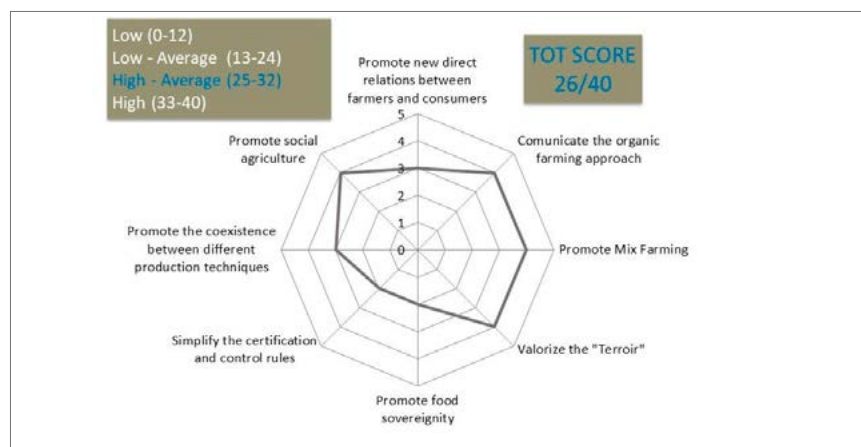 Low (0-12)
Low - Average (13-24)
High - Average (25-32)
High (33-40)
TOT SCORE
26/40
Promote new direct
relations between
farmers and consumers
Comunicate the organic
farming approach
Promote Mix Farming
Valorize the "Terroir"
Promote food
sovereignity
Simplify the certification
and control rules
Promote the coexistence
between different
production techniques
Promote social
agriculture
5
4
3
2
1
0